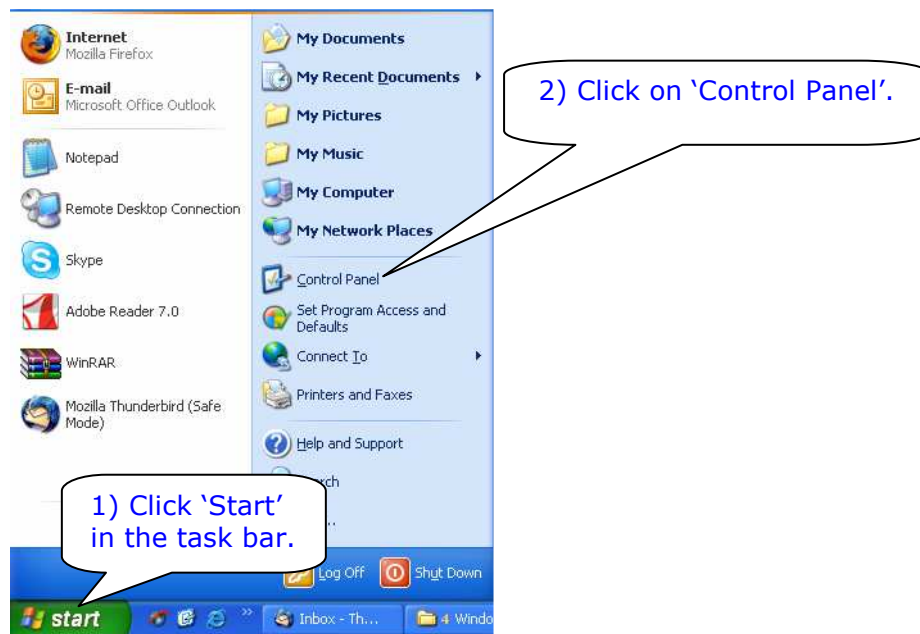 Internet
Mozilla Firefox
E-mail
Microsoft Office Outlook
Notepad
Remote Desktop Connection
Skype
Adobe Reader 7.0
WinRAR
Mozilla Thunderbird (Safe
Mode)
My Documents
My Recent Documents
My Pictures
My Music
My Computer
My Network Places
Control Panel
Set Program Access and
Defaults
Connect To
Printers and Faxes
Help and Support
2) Click on ‘Control Panel’.
1) Click ‘Start’
in the task bar.
Log Off
Shut Down
start
Inbox - Th...
4 Windo